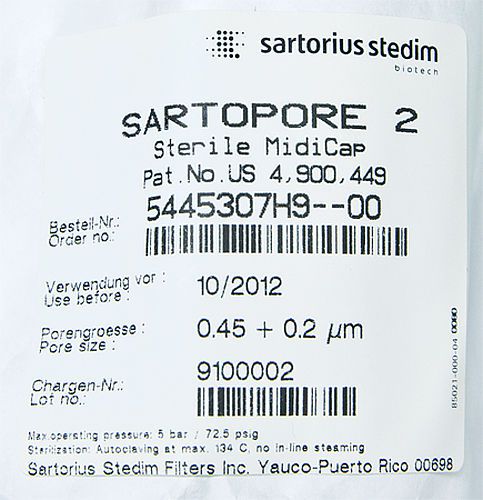 sartorius stedim
biotech
SARTOPORE 2
Sterile MidiCap
Pat.No.US 4,900,449
5445307H9--00
Bestell-Nr.:
Order no.:
Verwendung vor :
Use before :
10/2012
Porengroesse :
Pore size :
0.45 + 0.2 µm
Chargen-Nr.:
Lot no.:
9100002
Max.operating pressure: 5 bar / 72.5 psig
Sterilization: Autoclaving at max. 134 C, no in-line steaming
Sartorius Stedim Filters Inc. Yauco-Puerto Rico 00698
85021-000-04